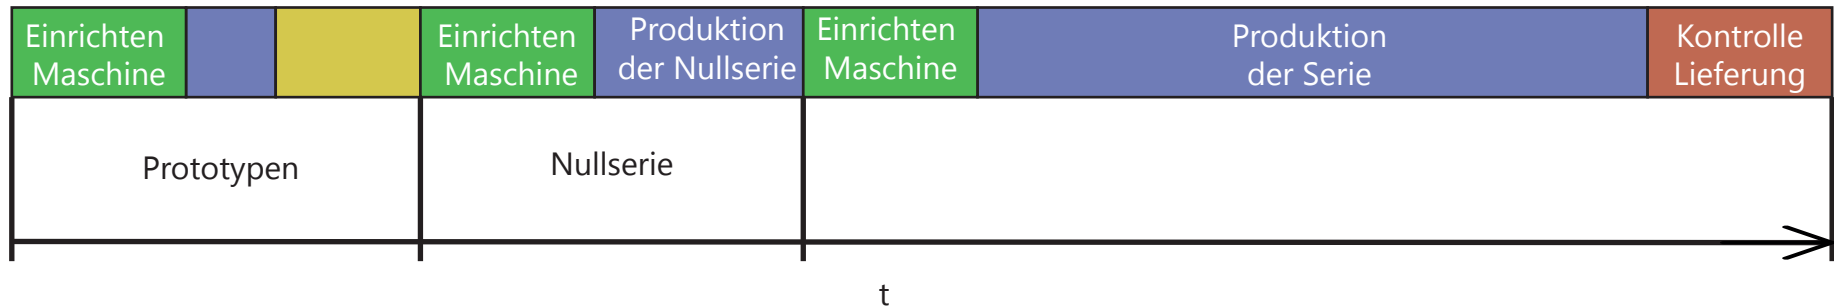 Einrichten
Maschine
Einrichten
Maschine
Produktion
der Nullserie
Einrichten
Maschine
Produktion
der Serie
Kontrolle
Lieferung
Prototypen
Nullserie
t